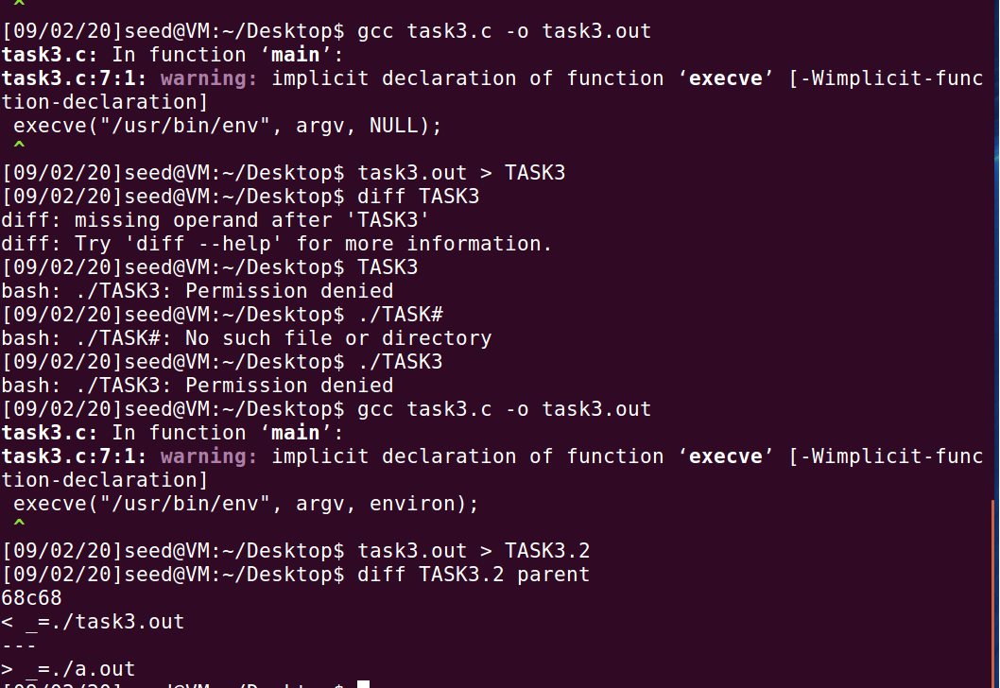 ^
[09/02/20]seed@VM:~/Desktop$ gcc task3.c -o task3.out
task3.c: In function ‘main’:
task3.c:7:1: warning: implicit declaration of function ‘execve’ [-Wimplicit-func
tion-declaration]
 execve("/usr/bin/env", argv, NULL);
 ^
[09/02/20]seed@VM:~/Desktop$ task3.out > TASK3
[09/02/20]seed@VM:~/Desktop$ diff TASK3
diff: missing operand after 'TASK3'
diff: Try 'diff --help' for more information.
[09/02/20]seed@VM:~/Desktop$ TASK3
bash: ./TASK3: Permission denied
[09/02/20]seed@VM:~/Desktop$ ./TASK#
bash: ./TASK#: No such file or directory
[09/02/20]seed@VM:~/Desktop$ ./TASK3
bash: ./TASK3: Permission denied
[09/02/20]seed@VM:~/Desktop$ gcc task3.c -o task3.out
task3.c: In function ‘main’:
task3.c:7:1: warning: implicit declaration of function ‘execve’ [-Wimplicit-func
tion-declaration]
 execve("/usr/bin/env", argv, environ);
 ^
[09/02/20]seed@VM:~/Desktop$ task3.out > TASK3.2
[09/02/20]seed@VM:~/Desktop$ diff TASK3.2 parent
68c68
< _=./task3.out
---
> _=./a.out
[09/02/20]seed@VM:~/Desktop$